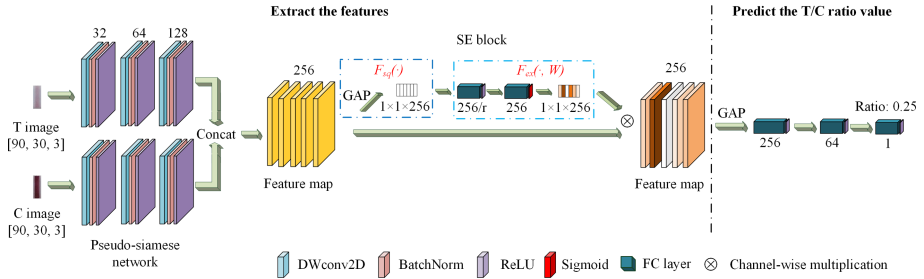 Extract the features
Predict the T/C ratio value
32 64 128
SE block
F_sq(·)
F_ex(·, W)
256
256
GAP
1×1×256
256/r
256
1×1×256
T image
[90, 30, 3]
Concat
⊗
GAP
Ratio: 0.25
256
64
1
Feature map
Feature map
C image
[90, 30, 3]
Pseudo-siamese
network
DWconv2D
BatchNorm
ReLU
Sigmoid
FC layer
⊗ Channel-wise multiplication